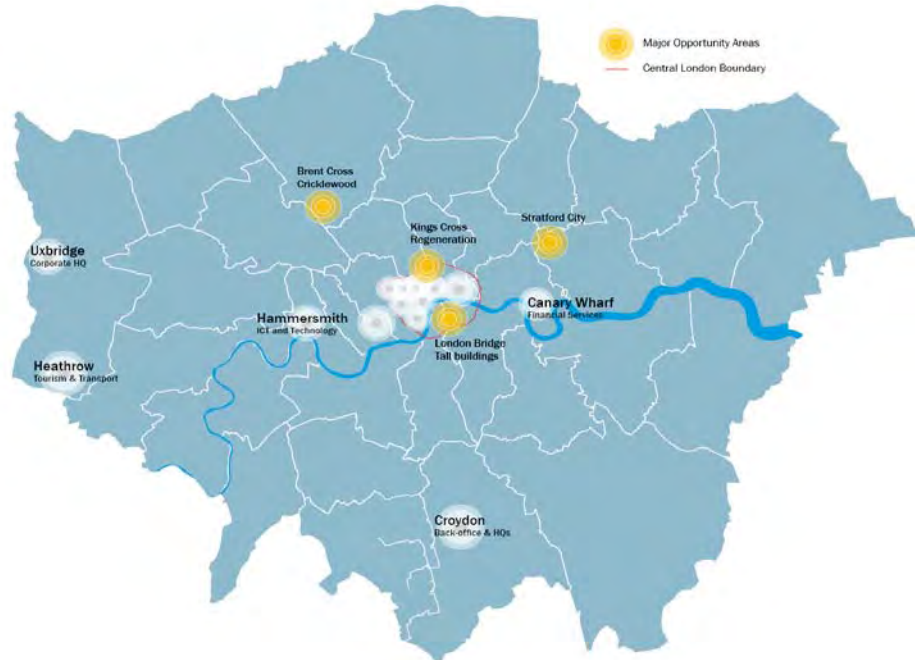 Major Opportunity Areas
Central London Boundary
Brent Cross
Cricklewood
Kings Cross
Regeneration
Stratford City
Uxbridge
Corporate HQ
Hammersmith
ICT and Technology
Canary Wharf
Financial Services
London Bridge
Tall buildings
Heathrow
Tourism & Transport
Croydon
Back-office & HQs